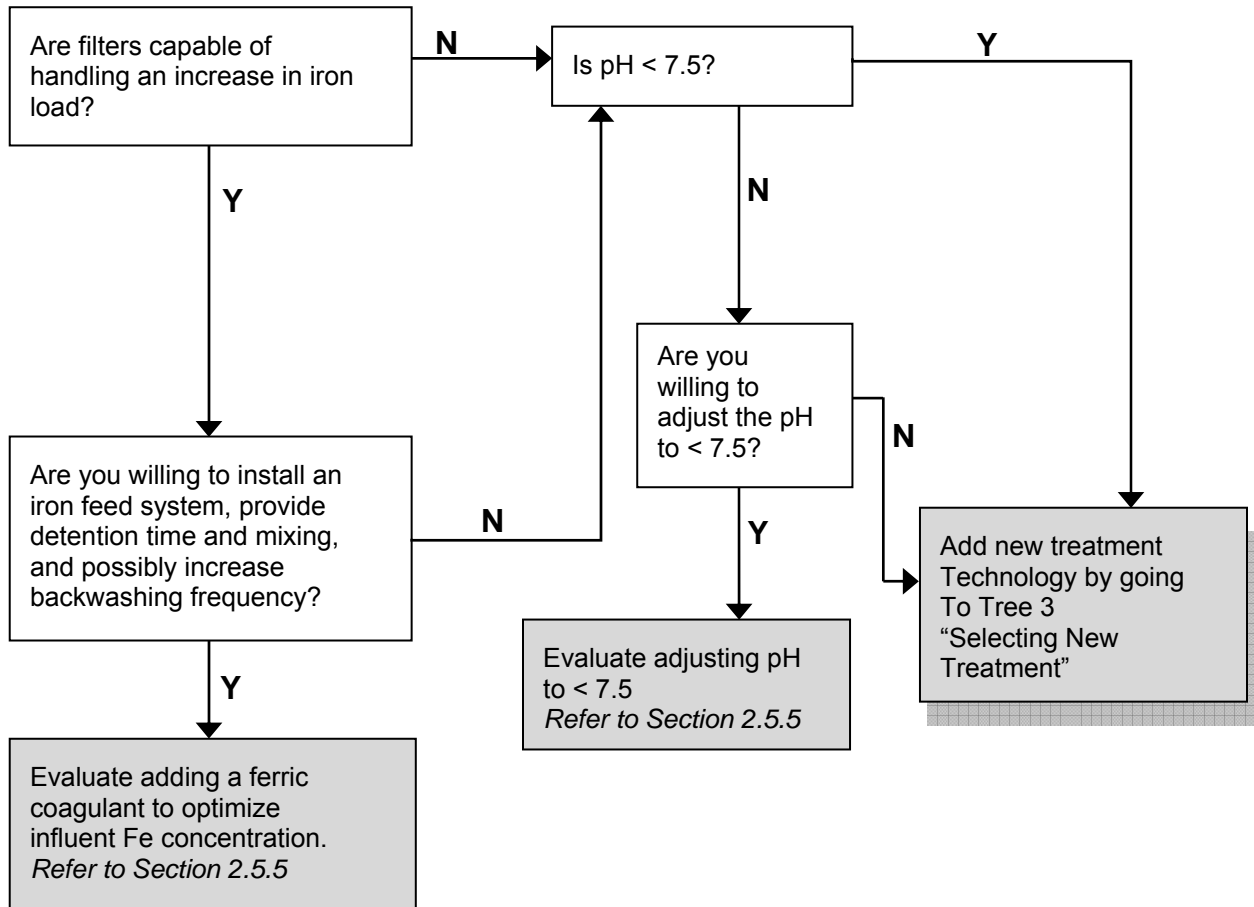 Are filters capable of
handling an increase in iron
load?
N
Is pH < 7.5?
Y
Y
N
Are you
willing to
adjust the pH
to < 7.5?
N
Y
Are you willing to install an
iron feed system, provide
detention time and mixing,
and possibly increase
backwashing frequency?
N
Y
Add new treatment
Technology by going
To Tree 3
“Selecting New
Treatment”
Evaluate adjusting pH
to < 7.5
Refer to Section 2.5.5
Evaluate adding a ferric
coagulant to optimize
influent Fe concentration.
Refer to Section 2.5.5